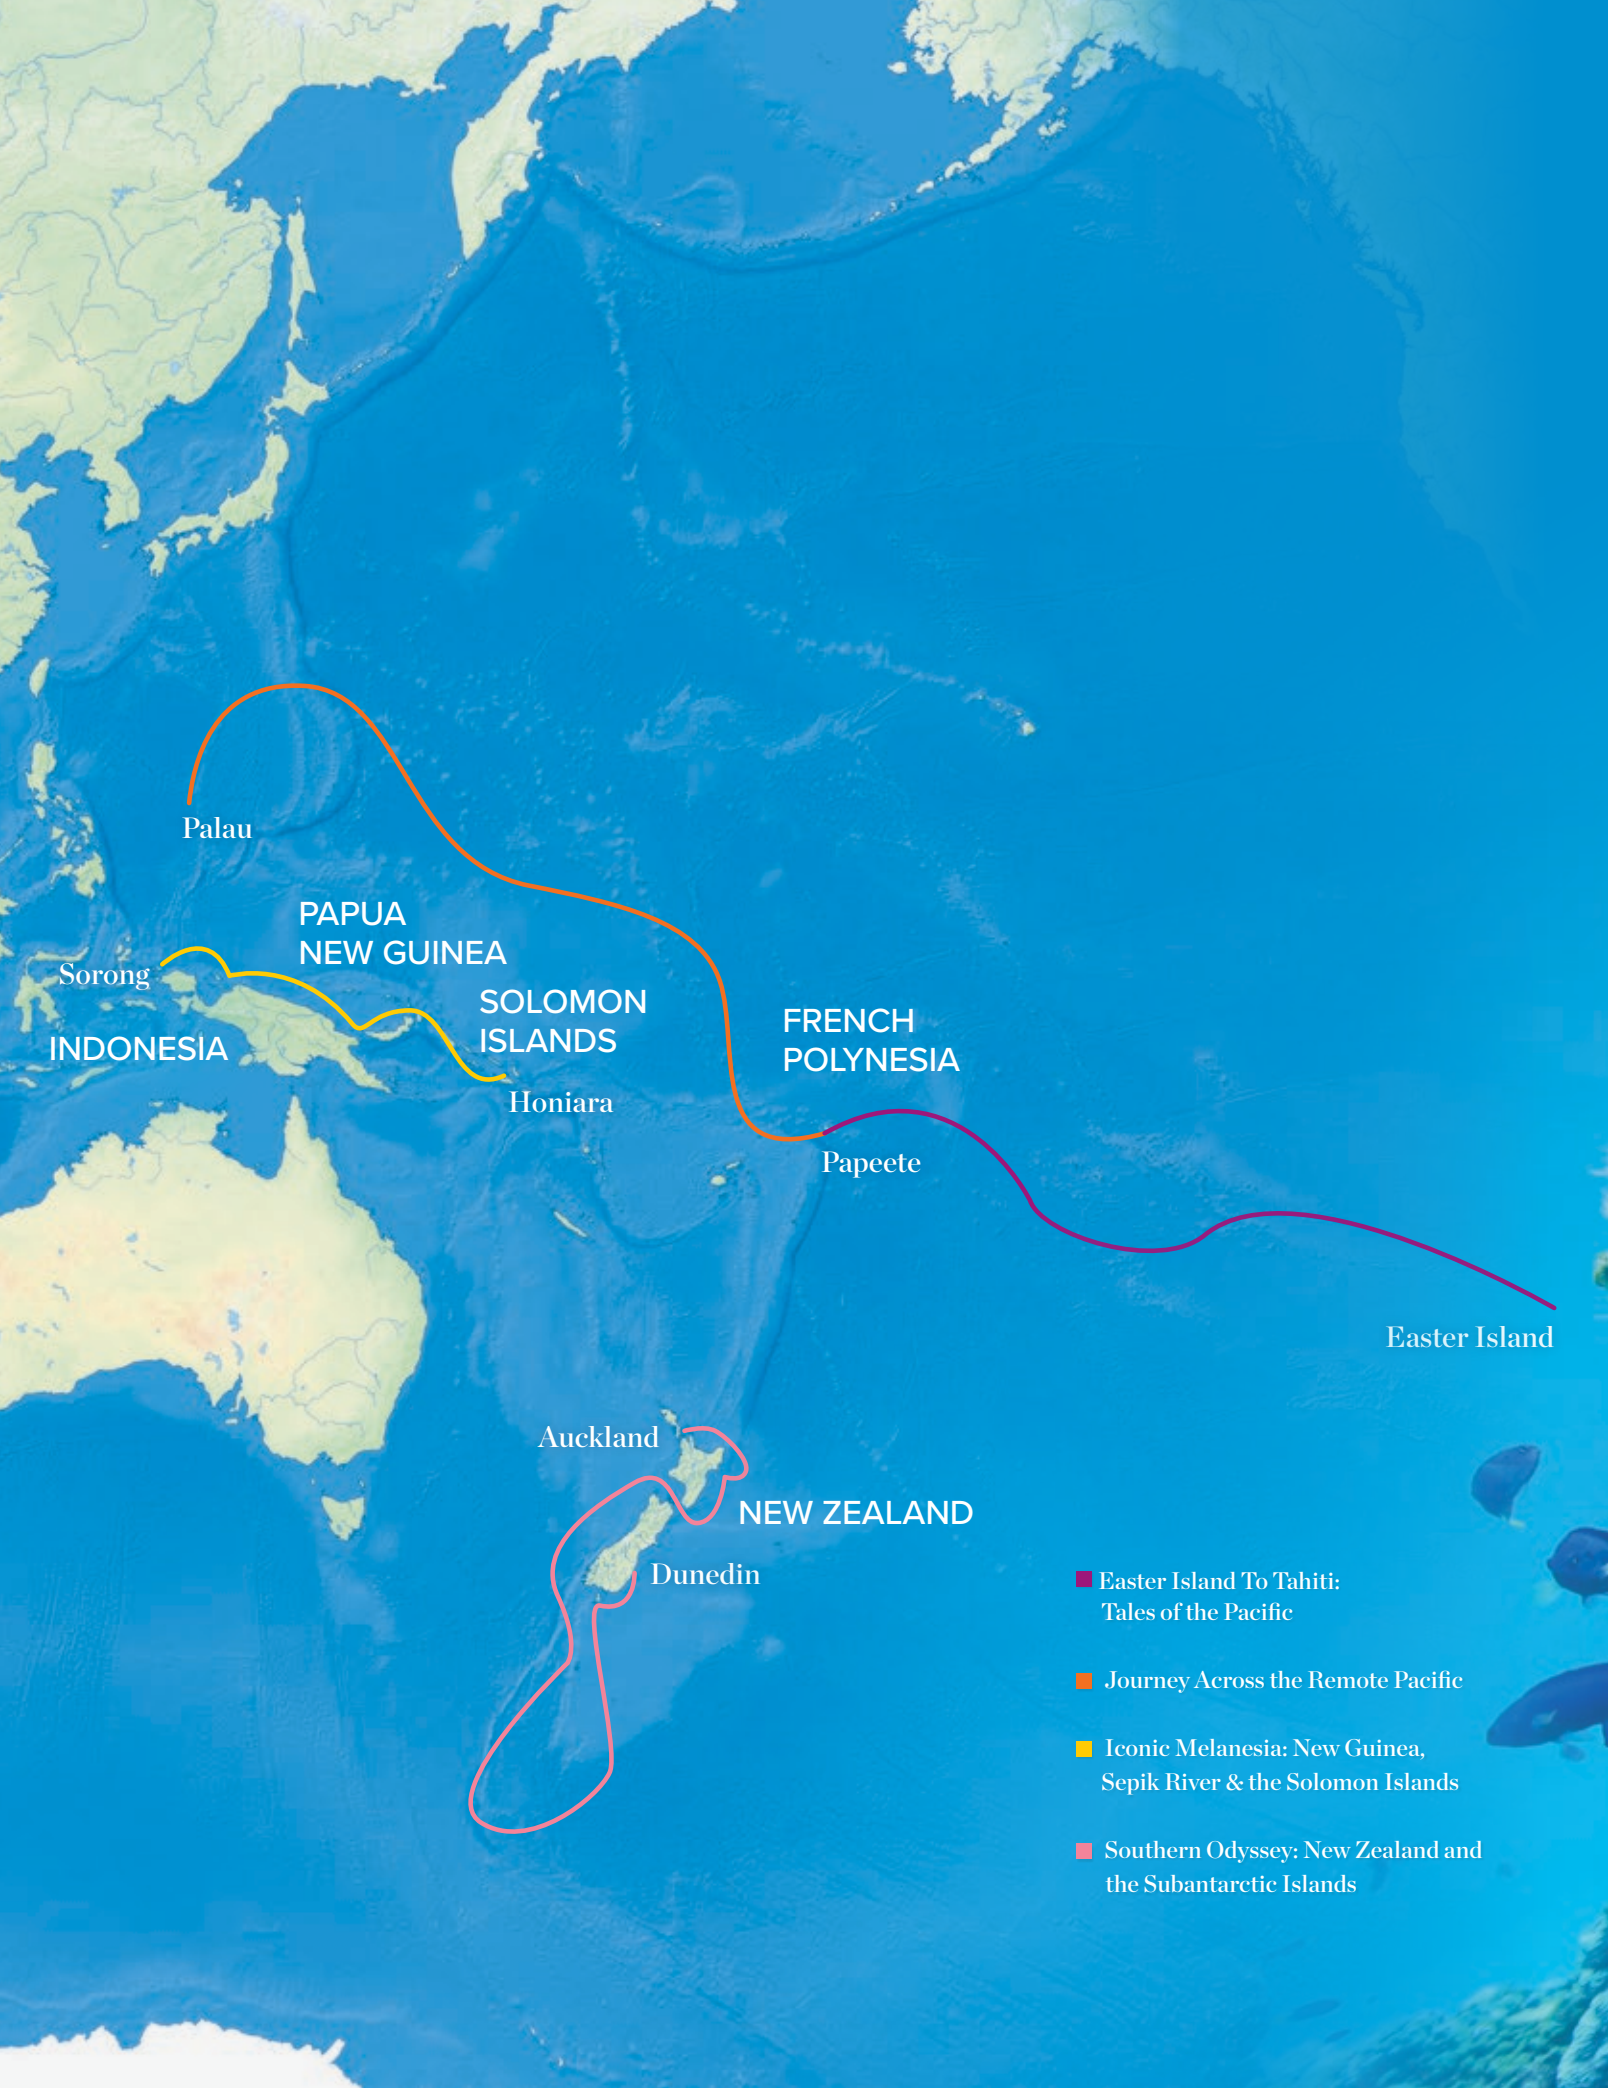 Palau
PAPUA
NEW GUINEA
Sorong
SOLOMON
ISLANDS
INDONESIA
FRENCH
POLYNESIA
Honiara
Papeete
Easter Island
Auckland
NEW ZEALAND
Dunedin
Easter Island To Tahiti:
Tales of the Pacific
Journey Across the Remote Pacific
Iconic Melanesia: New Guinea,
Sepik River & the Solomon Islands
Southern Odyssey: New Zealand and
the Subantarctic Islands